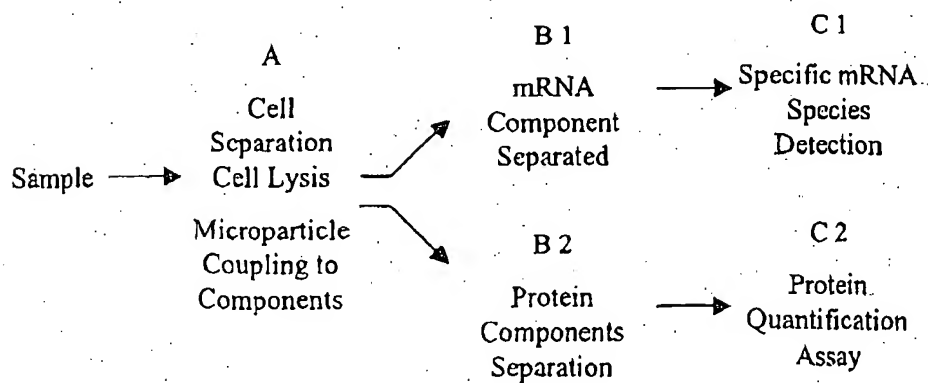 Sample
A
Cell
Separation
Cell Lysis
Microparticle
Coupling to
Components
B 1
mRNA
Component
Separated
C 1
Specific mRNA
Species
Detection
B 2
Protein
Components
Separation
C 2
Protein
Quantification
Assay